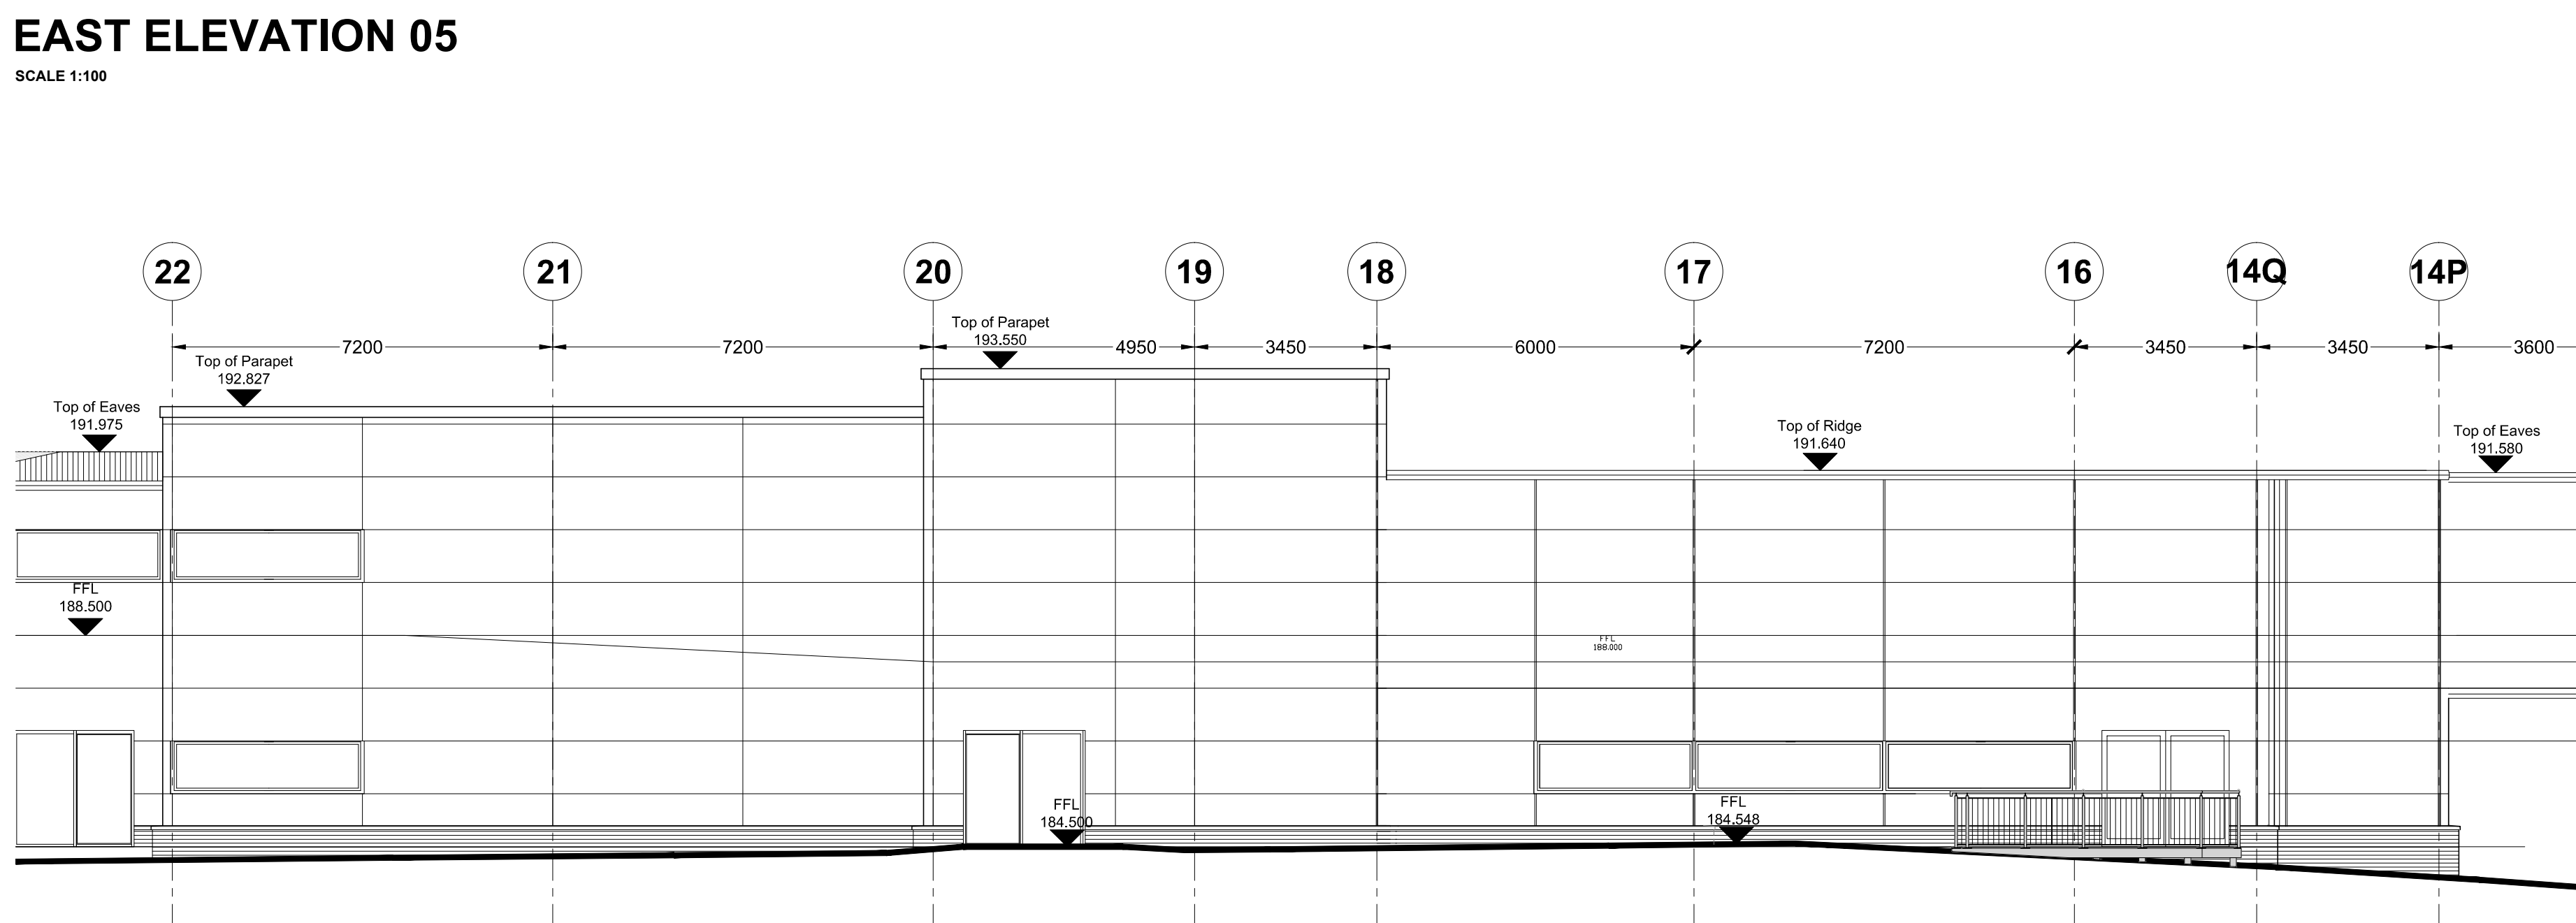 EAST ELEVATION 05
SCALE 1:100
22
21
20
19
18
17
16
14Q
14P
7200
7200
4950
3450
6000
7200
3450
3450
3600
Top of Parapet
193.550
Top of Parapet
192.827
Top of Eaves
191.975
Top of Ridge
191.640
Top of Eaves
191.580
FFL
188.500
FFL
188.000
FFL
184.500
FFL
184.548